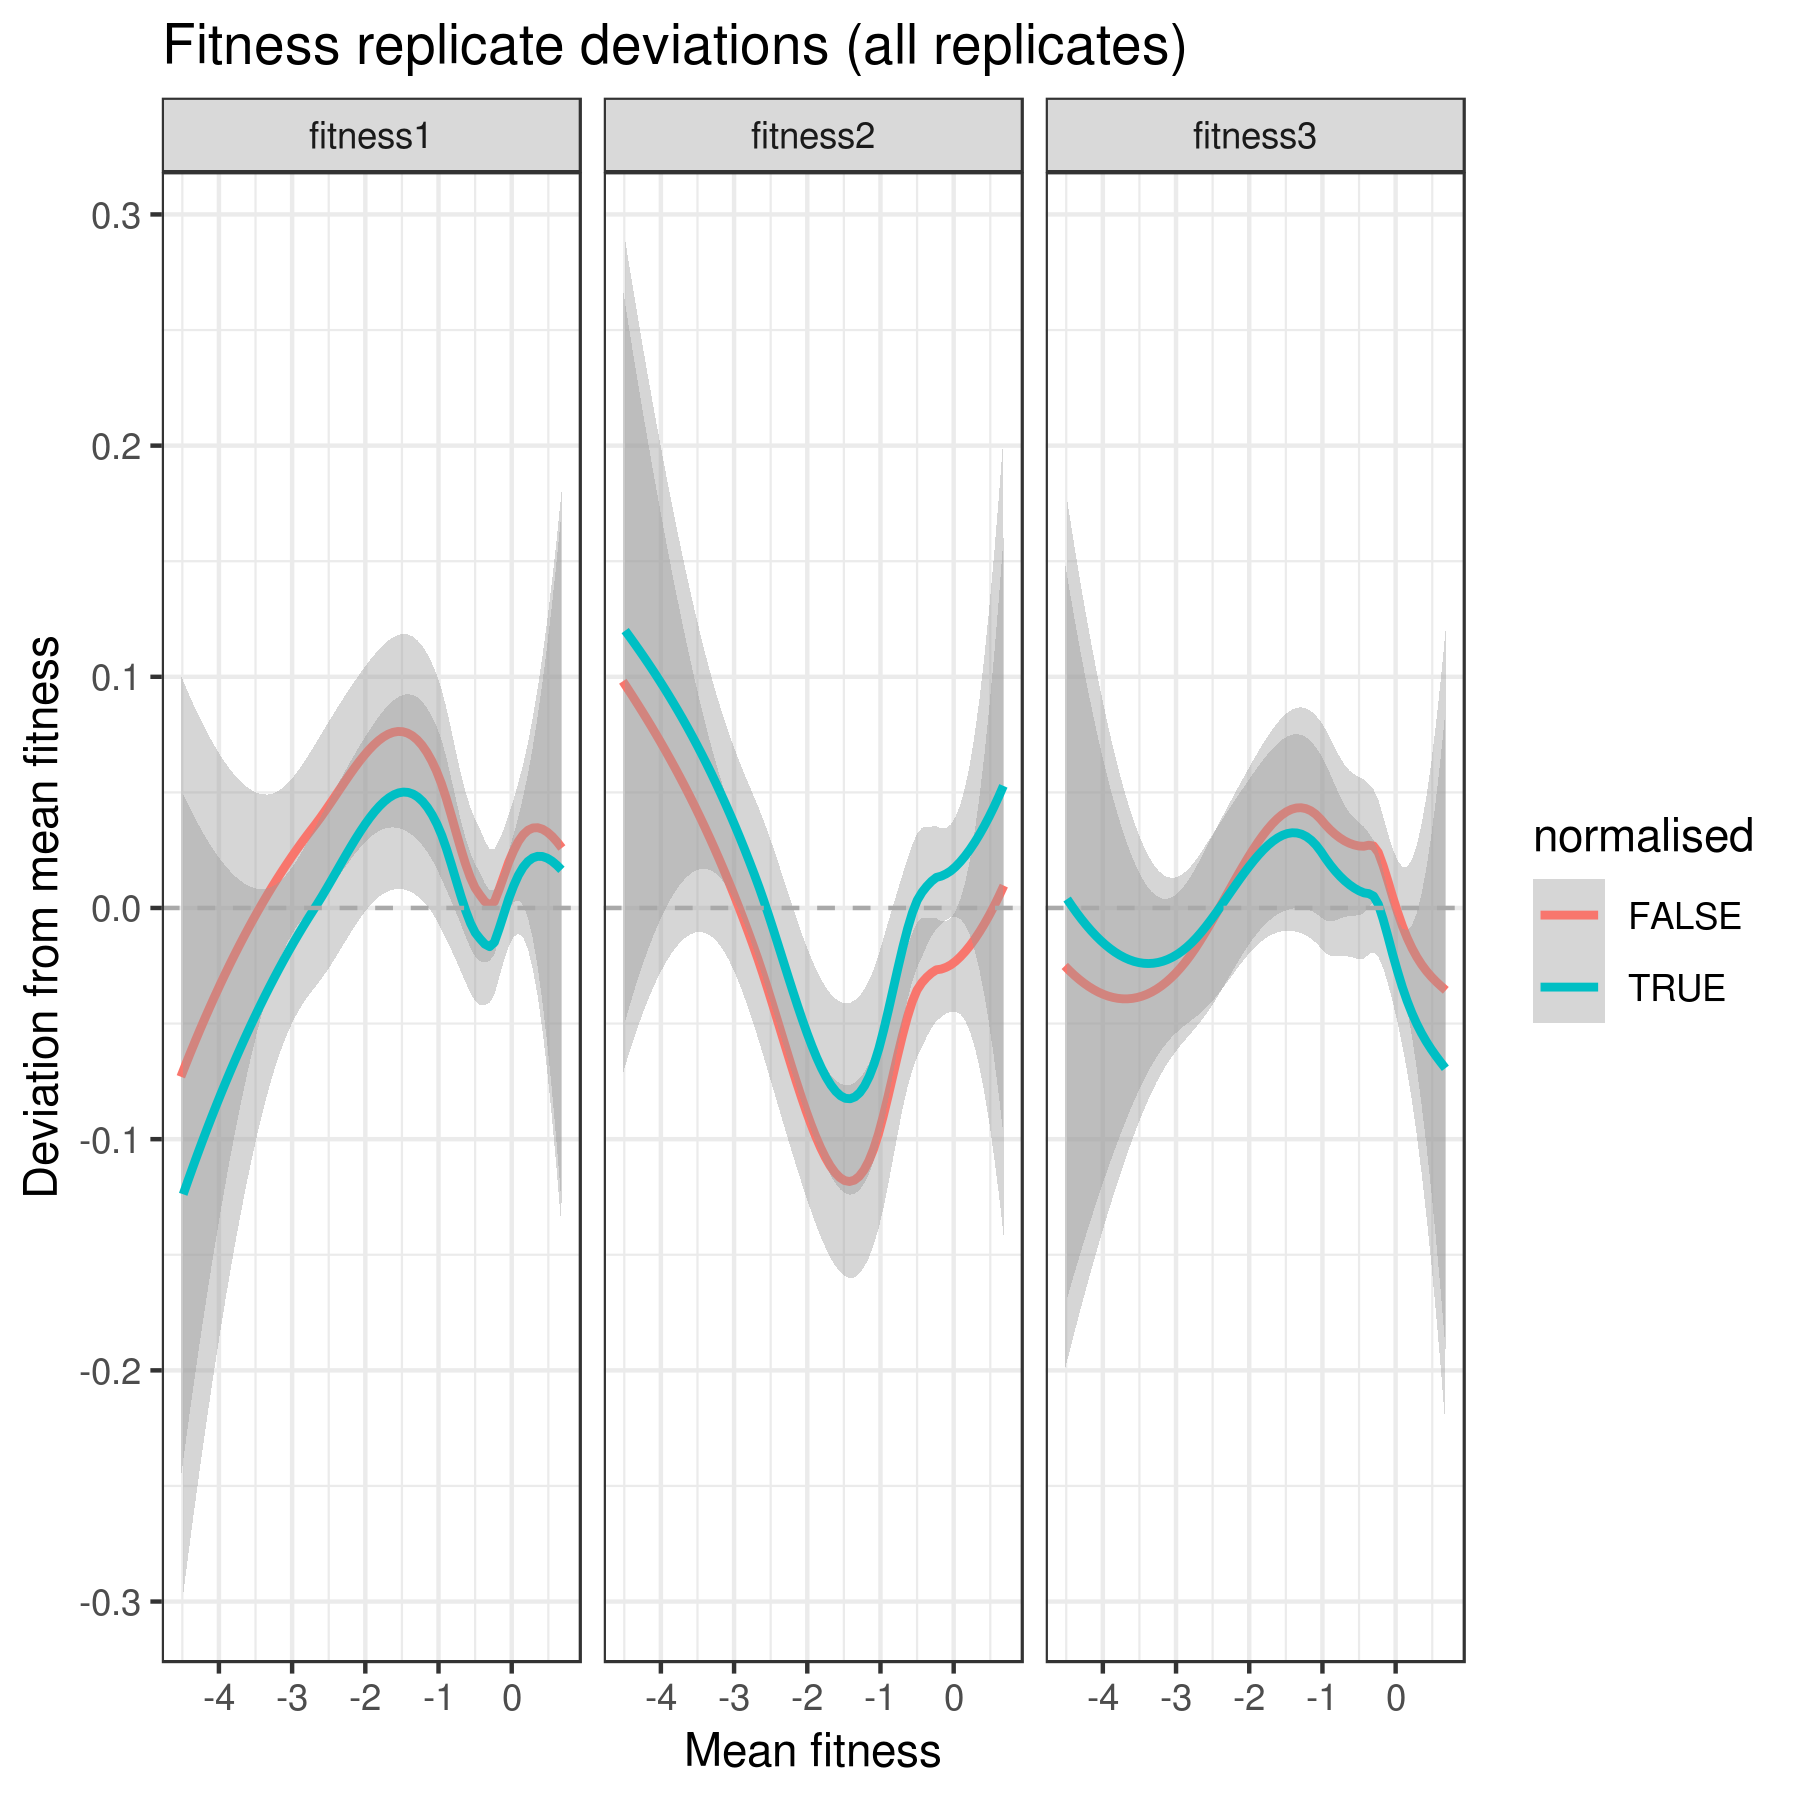 Fitness replicate deviations (all replicates)
fitness1
fitness2
fitness3
0.3
0.2
0.1
0.0
-0.1
-0.2
-0.3
Deviation from mean fitness
-4 -3 -2 -1 0
-4 -3 -2 -1 0
-4 -3 -2 -1 0
Mean fitness
normalised
FALSE
TRUE